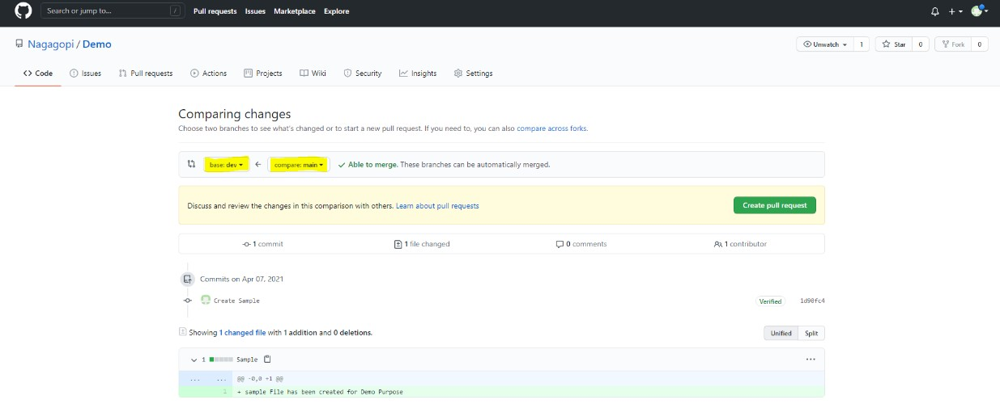 Search or jump to... / Pull requests Issues Marketplace Explore
Nagagopi / Demo Unwatch 1 Star 0 Fork 0
Code Issues Pull requests Actions Projects Wiki Security Insights Settings
Comparing changes
Choose two branches to see what's changed or to start a new pull request. If you need to, you can also compare across forks.
base: dev ← compare: main ✓ Able to merge. These branches can be automatically merged.
Discuss and review the changes in this comparison with others. Learn about pull requests Create pull request
1 commit 1 file changed 0 comments 1 contributor
Commits on Apr 07, 2021
Create Sample Verified 1d90fc4
Showing 1 changed file with 1 addition and 0 deletions. Unified Split
1 Sample ...
... ... @@ -0,0 +1 @@
1 + sample File has been created for Demo Purpose